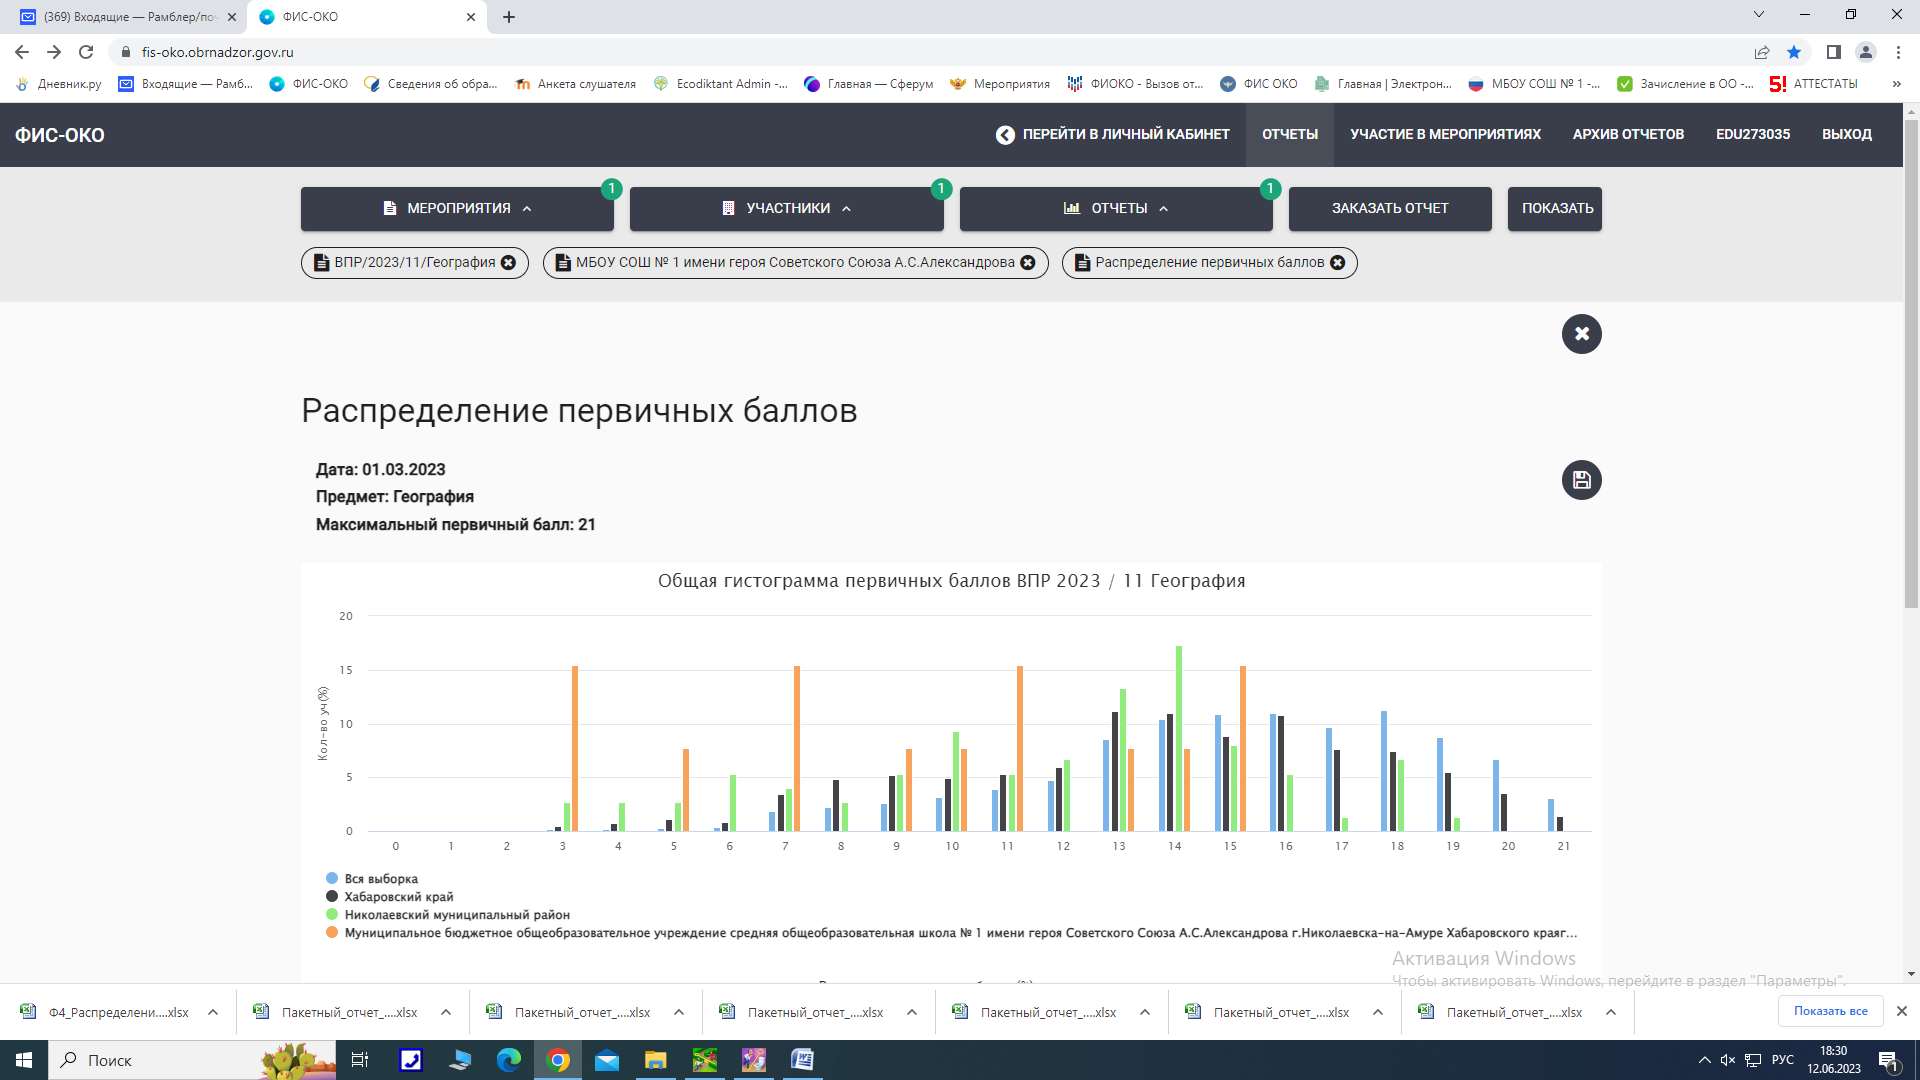 (369) Входящие — Рамблер/поч
ФИС-ОКО
fis-oko.obrnadzor.gov.ru
Дневник.ру
Входящие — Рамб...
ФИС-ОКО
Сведения об обра...
Анкета слушателя
Ecodiktant Admin -...
Главная — Сферум
Мероприятия
ФИОКО - Вызов от...
ФИС ОКО
Главная | Электрон...
МБОУ СОШ № 1 -...
Зачисление в ОО -...
5! АТТЕСТАТЫ
»
ФИС-ОКО
ПЕРЕЙТИ В ЛИЧНЫЙ КАБИНЕТ
ОТЧЕТЫ
УЧАСТИЕ В МЕРОПРИЯТИЯХ
АРХИВ ОТЧЕТОВ
EDU273035
ВЫХОД
МЕРОПРИЯТИЯ
1
УЧАСТНИКИ
1
ОТЧЕТЫ
1
ЗАКАЗАТЬ ОТЧЕТ
ПОКАЗАТЬ
ВПР/2023/11/География
МБОУ СОШ № 1 имени героя Советского Союза А.С.Александрова
Распределение первичных баллов
Распределение первичных баллов
Дата: 01.03.2023
Предмет: География
Максимальный первичный балл: 21
Общая гистограмма первичных баллов ВПР 2023 / 11 География
Кол-во уч(%)
20
15
10
5
0
0 1 2 3 4 5 6 7 8 9 10 11 12 13 14 15 16 17 18 19 20 21
Вся выборка
Хабаровский край
Николаевский муниципальный район
Муниципальное бюджетное общеобразовательное учреждение средняя общеобразовательная школа № 1 имени героя Советского Союза А.С.Александрова г.Николаевска-на-Амуре Хабаровского краяг...
Активация Windows
Чтобы активировать Windows, перейдите в раздел "Параметры".
Ф4_Распределени....xlsx
Пакетный_отчет_....xlsx
Пакетный_отчет_....xlsx
Пакетный_отчет_....xlsx
Пакетный_отчет_....xlsx
Пакетный_отчет_....xlsx
Пакетный_отчет_....xlsx
Показать все
Поиск
РУС
18:30
12.06.2023
1